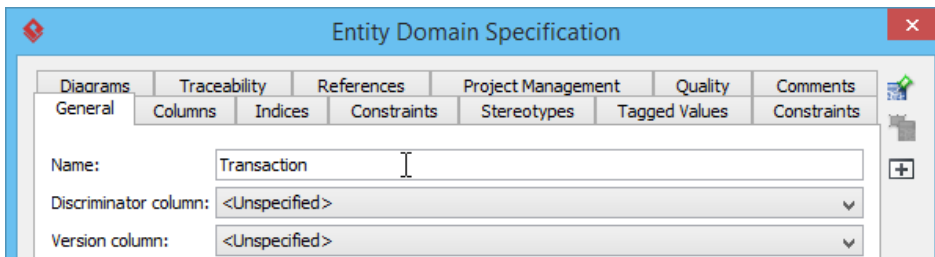 Entity Domain Specification
Diagrams Traceability References Project Management Quality Comments
General Columns Indices Constraints Stereotypes Tagged Values Constraints
Name: Transaction
Discriminator column: <Unspecified>
Version column: <Unspecified>